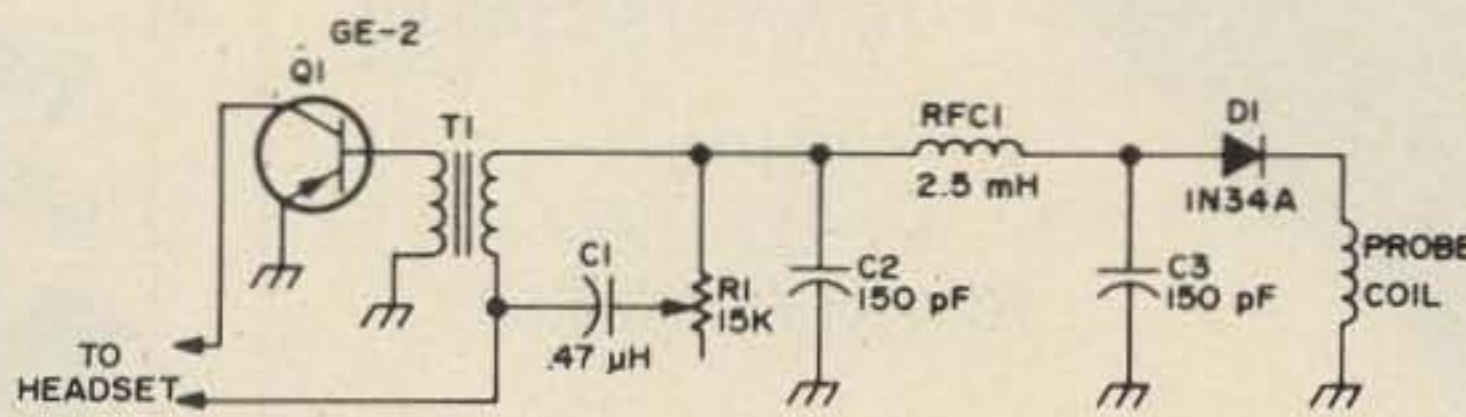 GE-2
Q1
T1
RFC1
2.5 mH
D1
1N34A
C1
.47 µH
R1
15K
C2
150 pF
C3
150 pF
PROBE
COIL
TO
HEADSET